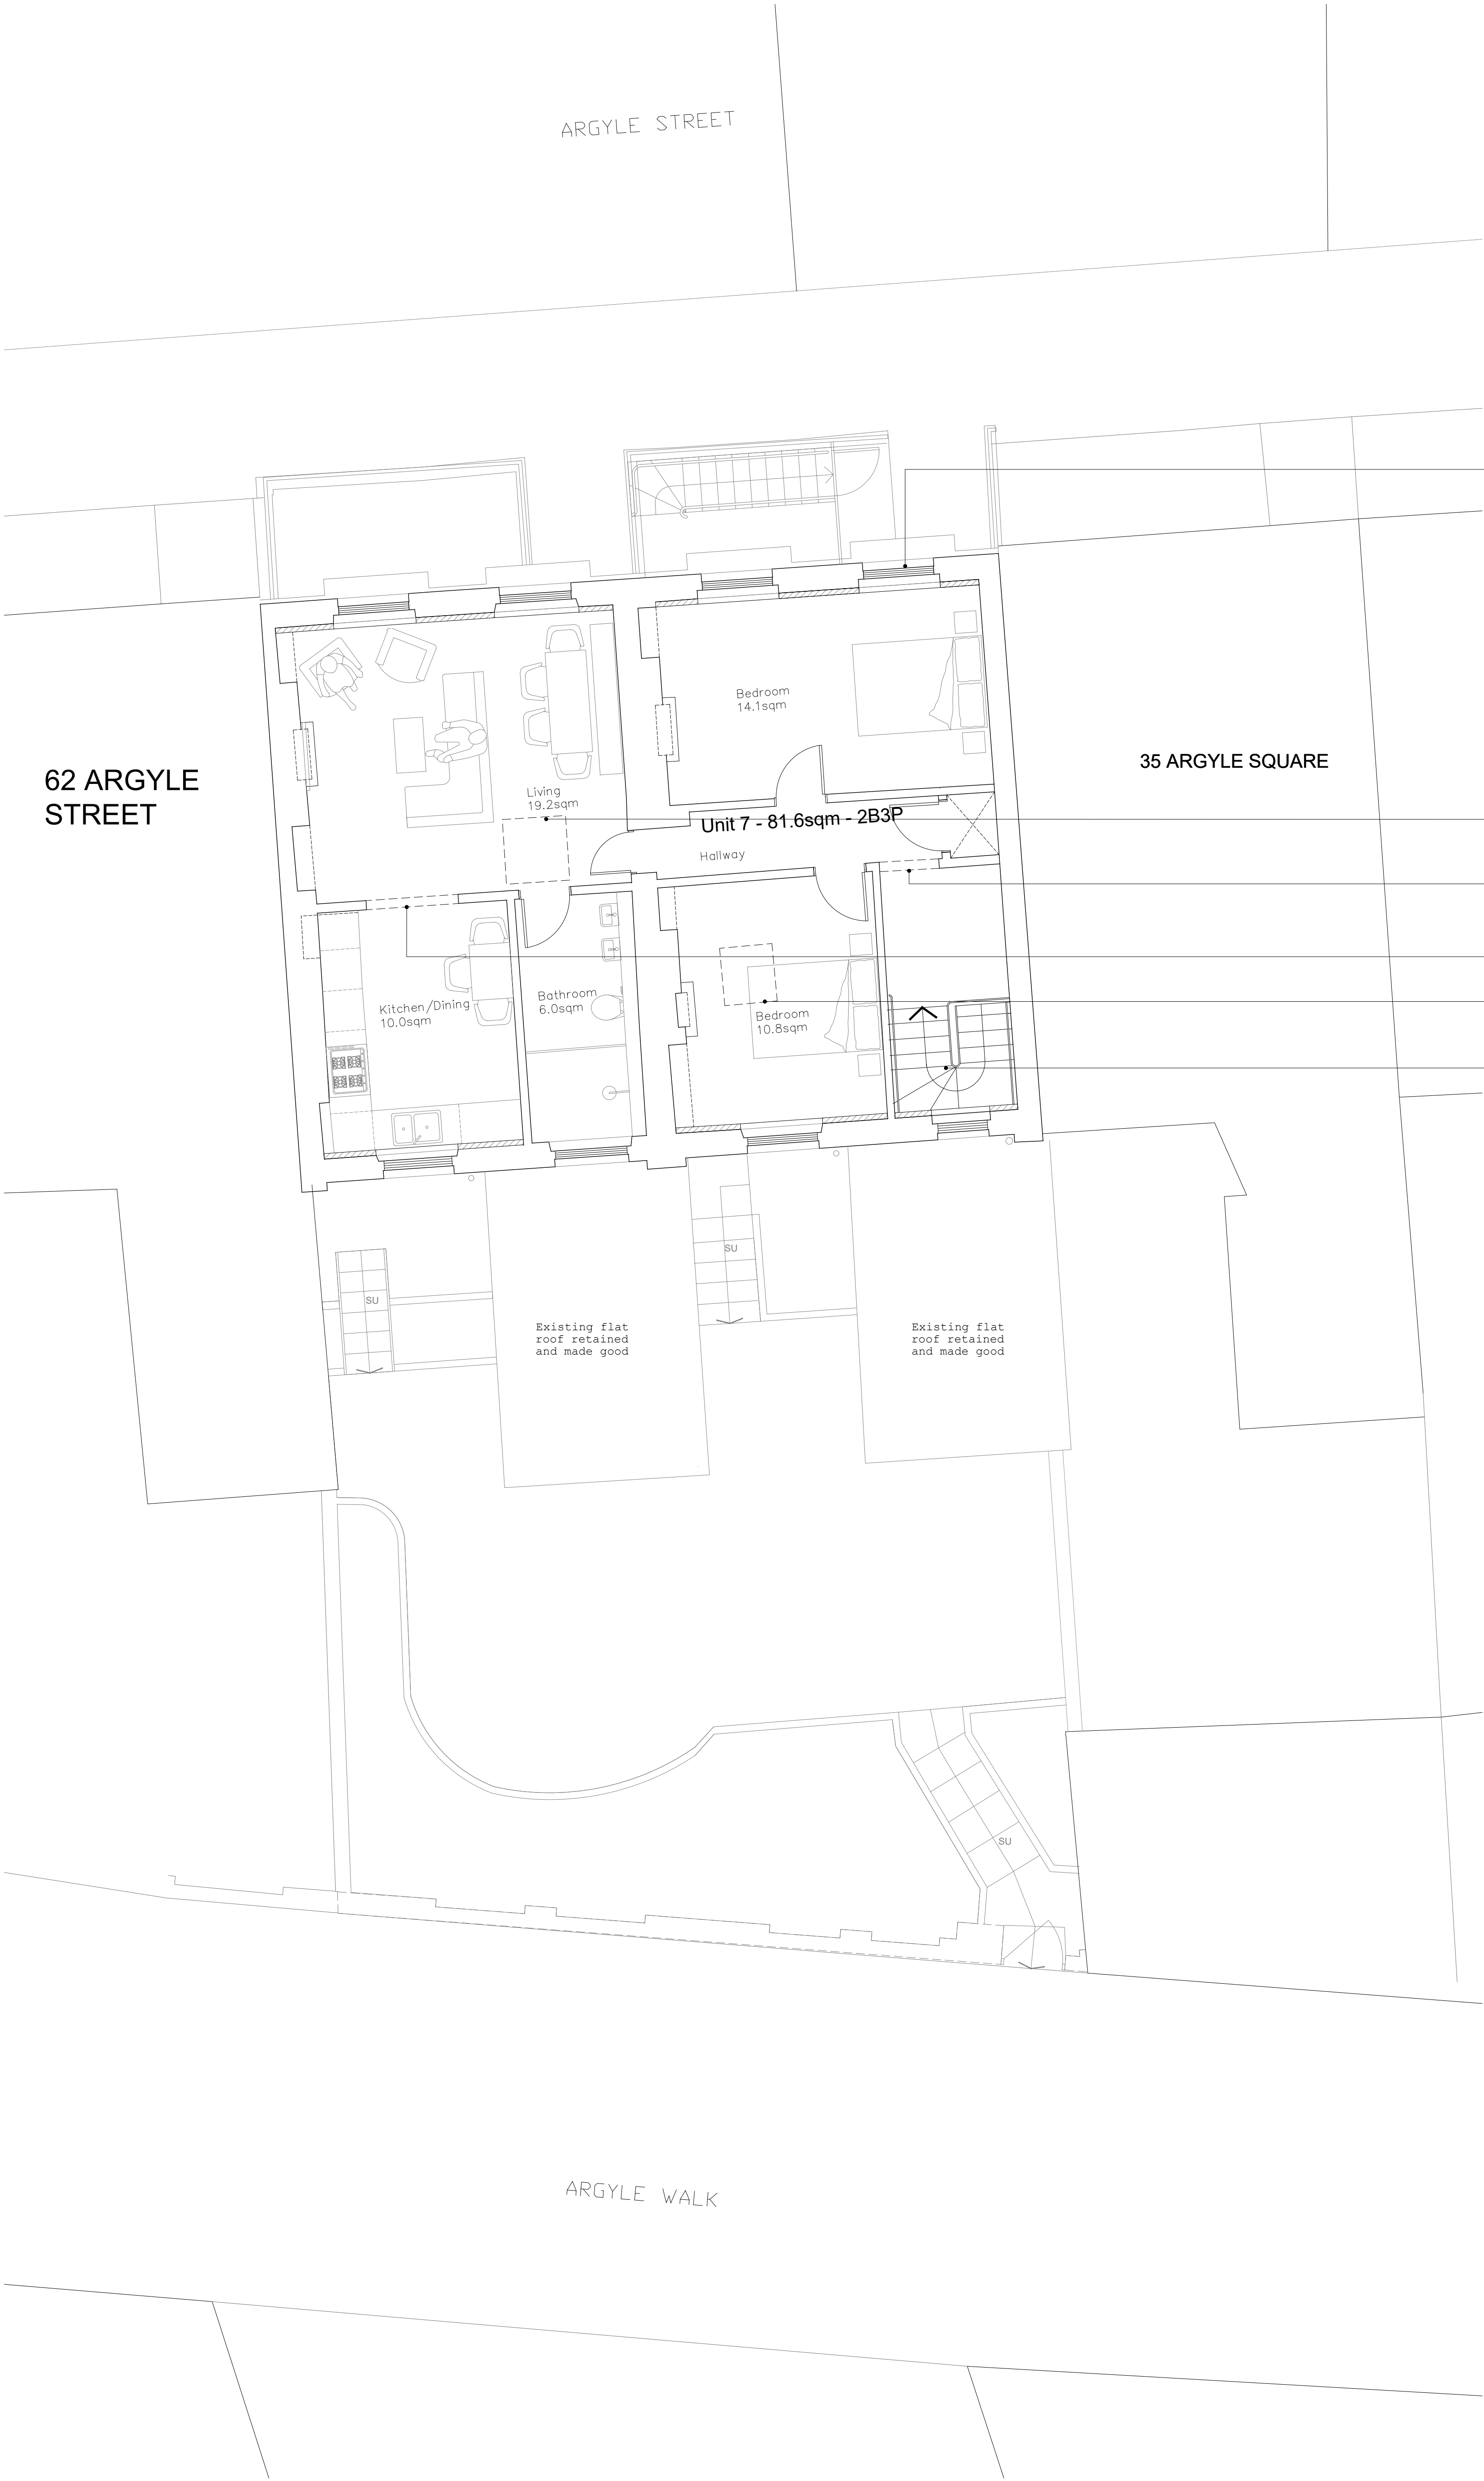 ARGYLE STREET
62 ARGYLE
STREET
35 ARGYLE SQUARE
Bedroom
14.1sqm
Living
19.2sqm
Unit 7 - 81.6sqm - 2B3P
Hallway
Kitchen/Dining
10.0sqm
Bathroom
6.0sqm
Bedroom
10.8sqm
SU
SU
Existing flat
roof retained
and made good
Existing flat
roof retained
and made good
SU
ARGYLE WALK